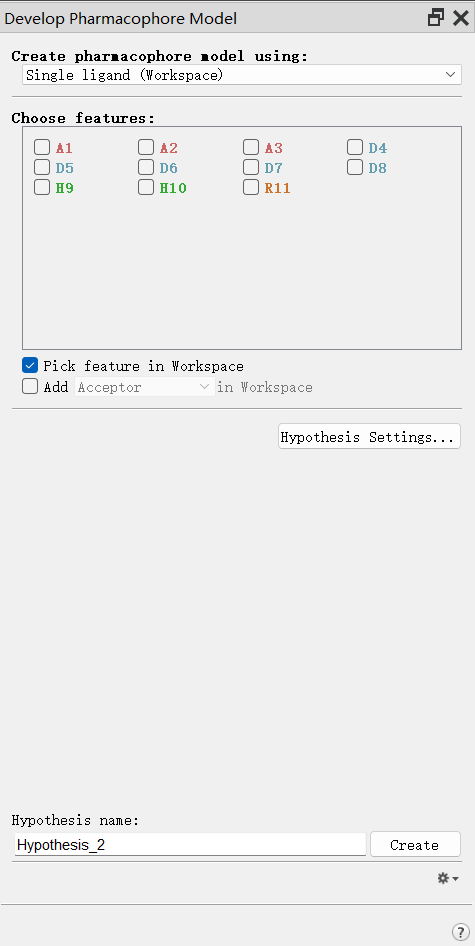 Develop Pharmacophore Model
Create pharmacophore model using:
Single ligand (Workspace)
Choose features:
A1 A2 A3 D4
D5 D6 D7 D8
H9 H10 R11
Pick feature in Workspace
Add Acceptor in Workspace
Hypothesis Settings...
Hypothesis name:
Hypothesis_2 Create
?